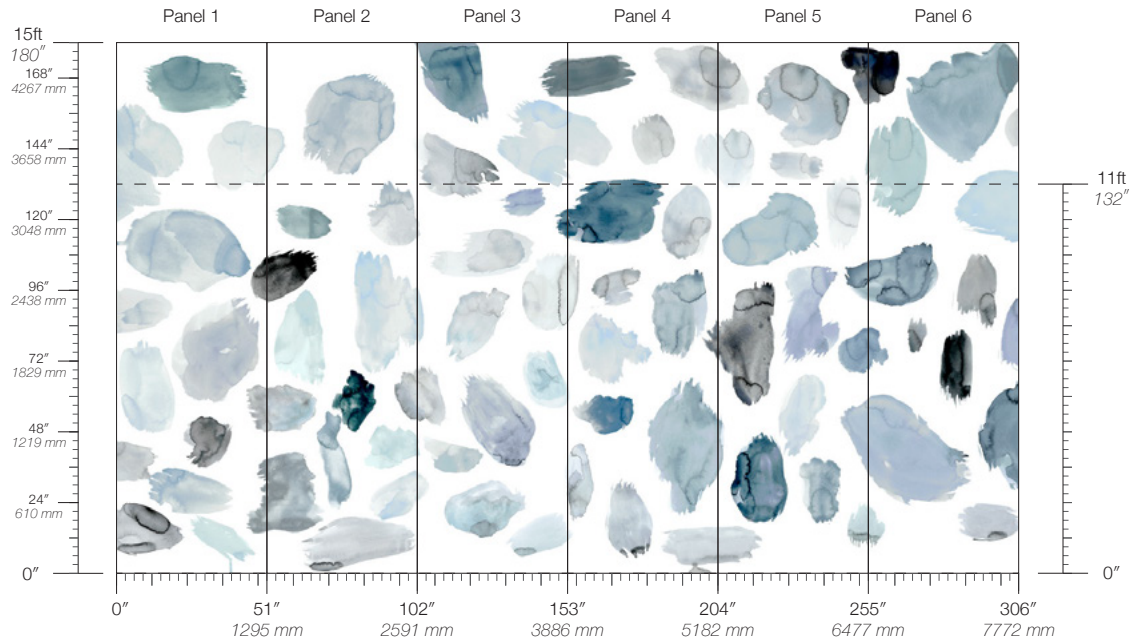 Panel 1 Panel 2 Panel 3 Panel 4 Panel 5 Panel 6
15ft
180″
168″
4267 mm
144″
3658 mm
11ft
132″
120″
3048 mm
96″
2438 mm
72″
1829 mm
48″
1219 mm
24″
610 mm
0″ 0″
0″ 51″ 102″ 153″ 204″ 255″ 306″
1295 mm 2591 mm 3886 mm 5182 mm 6477 mm 7772 mm